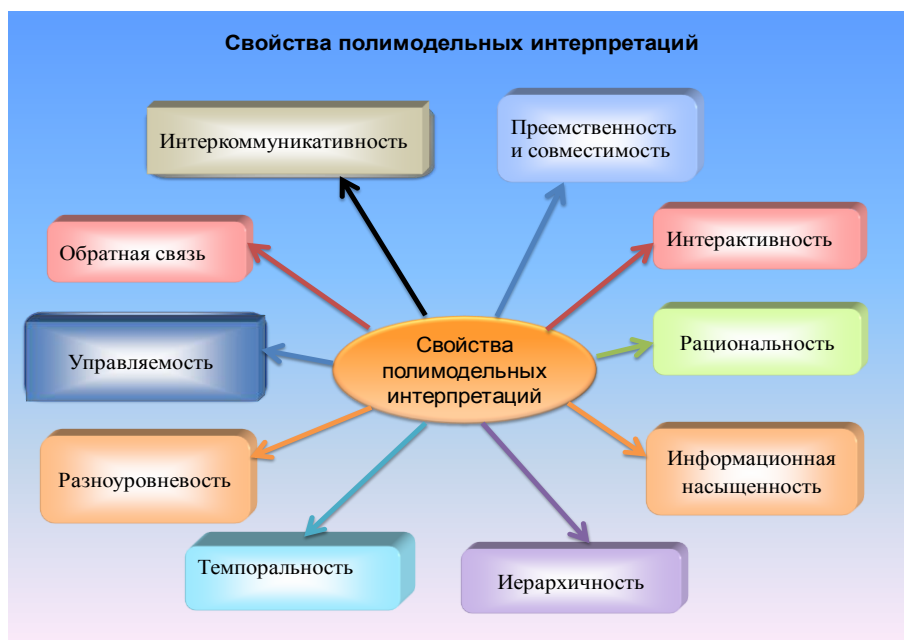 Свойства полимодельных интерпретаций
Интеркоммуникативность
Преемственность
и совместимость
Обратная связь
Интерактивность
Управляемость
Свойства
полимодельных
интерпретаций
Рациональность
Разноуровневость
Информационная
насыщенность
Темпоральность
Иерархичность